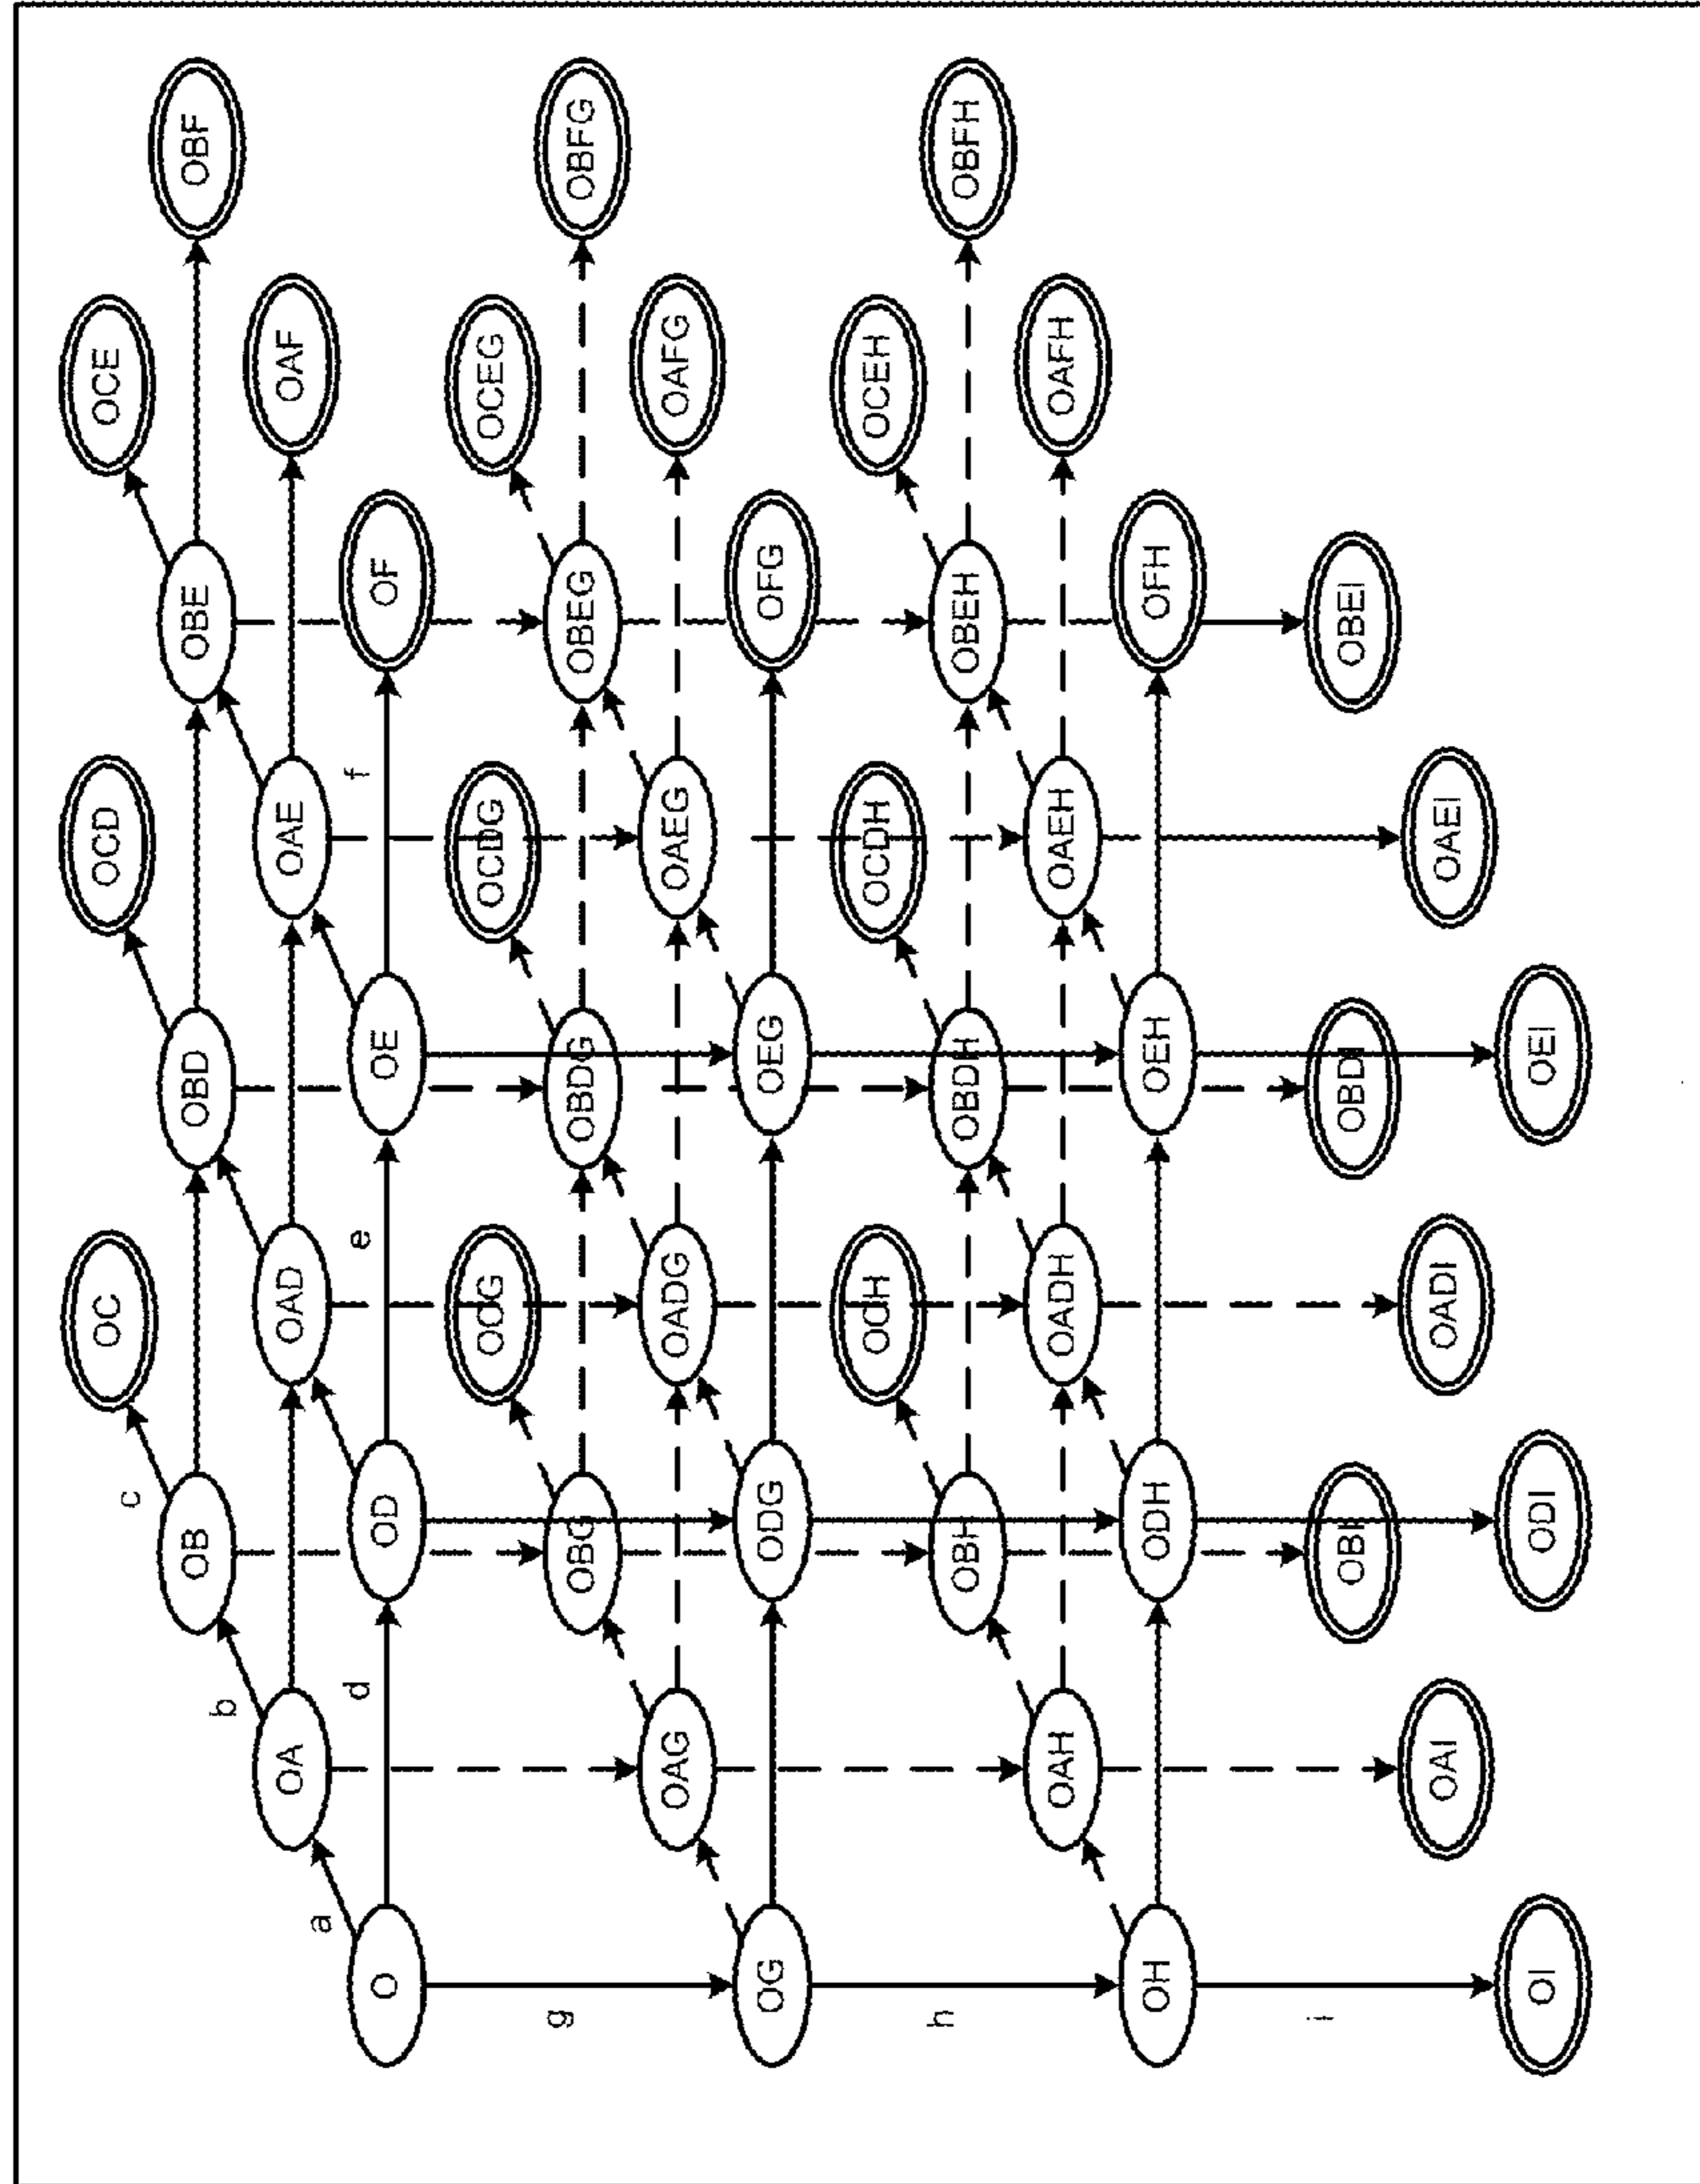 OC
OCD
OCE
c
OB
OBD
OBE
OBF
b
OA
OAD
OAE
OAF
a
d
e
f
O
OD
OE
OF
OCG
OCDG
OCEG
g
OBG
OBDG
OBEG
OBFG
OAG
OADG
OAEG
OAFG
OG
ODG
OEG
OFG
OCH
OCDH
OCEH
h
OBH
OBDH
OBEH
OBFH
OAH
OADH
OAEH
OAFH
OH
ODH
OEH
OFH
i
OBI
OBDI
OBEI
OAI
OADI
OAEI
OI
ODI
OEI